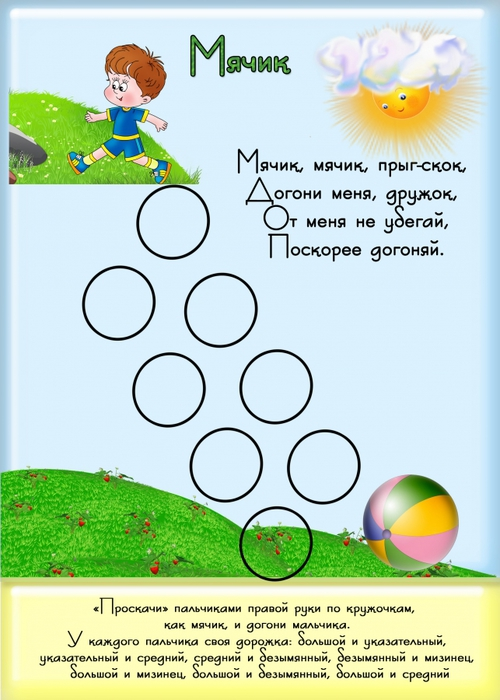 Мячик
Мячик, мячик, прыг-скок,
Догони меня, дружок,
От меня не убегай,
Поскорее догоняй.
«Проскачи» пальчиками правой руки по кружочкам,
как мячик, и догони мальчика.
У каждого пальчика своя дорожка: большой и указательный,
указательный и средний, средний и безымянный, безымянный и мизинец,
большой и мизинец, большой и безымянный, большой и средний